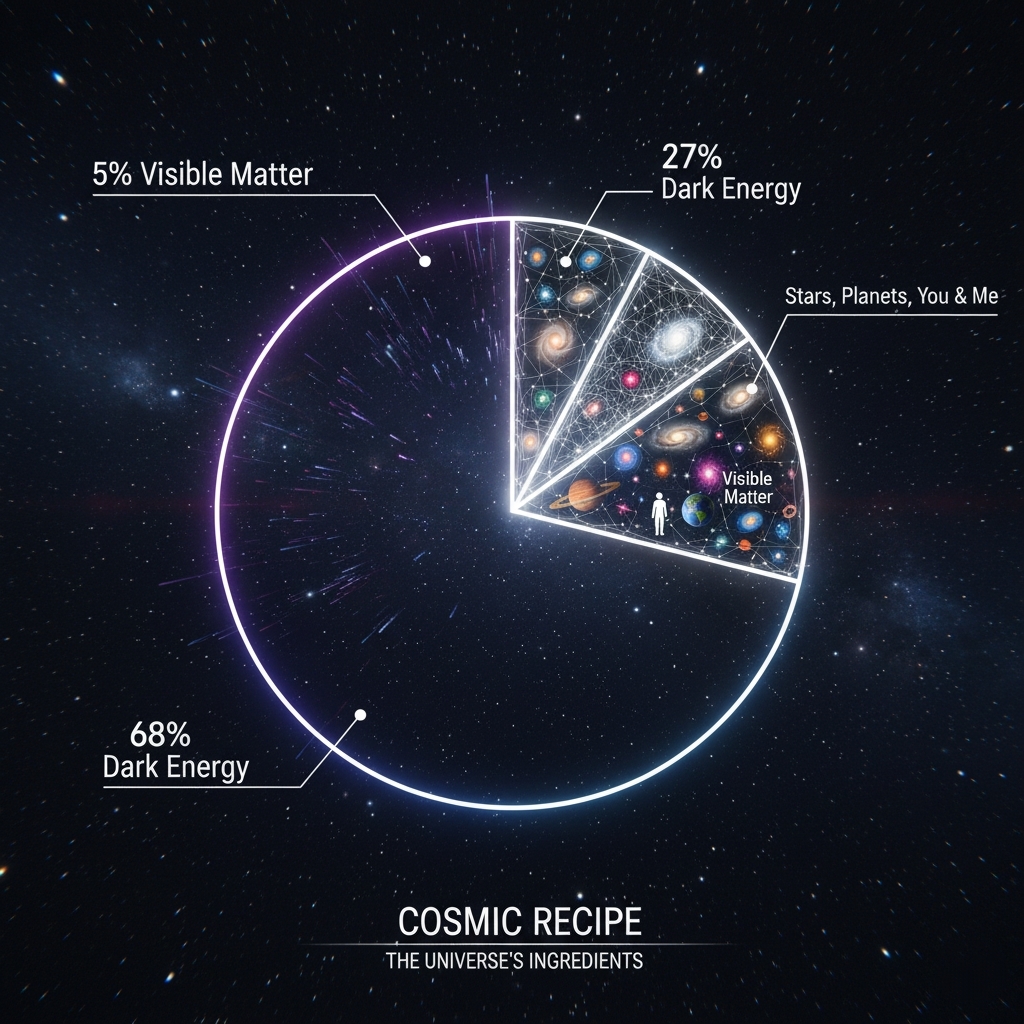 5% Visible Matter
27%
Dark Energy
Stars, Planets, You & Me
Visible
Matter
68%
Dark Energy
COSMIC RECIPE
THE UNIVERSE'S INGREDIENTS